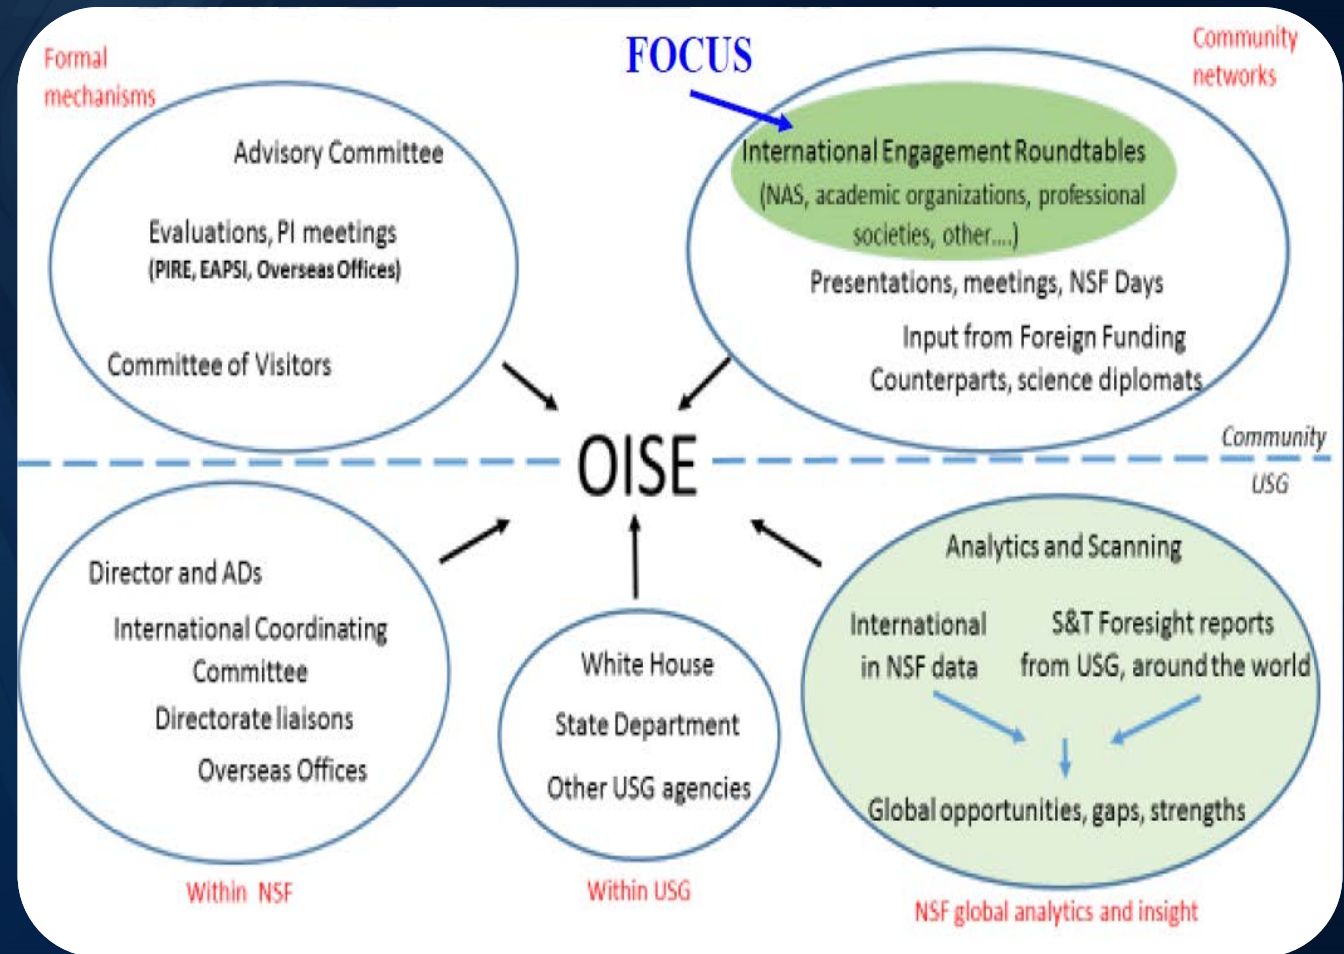 Formal
mechanisms
Advisory Committee
Evaluations, PI meetings
(PIRE, EAPSI, Overseas Offices)
Committee of Visitors
FOCUS
Community
networks
International Engagement Roundtables
(NAS, academic organizations, professional
societies, other....)
Presentations, meetings, NSF Days
Input from Foreign Funding
Counterparts, science diplomats
OISE
Community
USG
Director and ADs
International Coordinating
Committee
Directorate liaisons
Overseas Offices
Within NSF
White House
State Department
Other USG agencies
Within USG
Analytics and Scanning
International
in NSF data
S&T Foresight reports
from USG, around the world
Global opportunities, gaps, strengths
NSF global analytics and insight